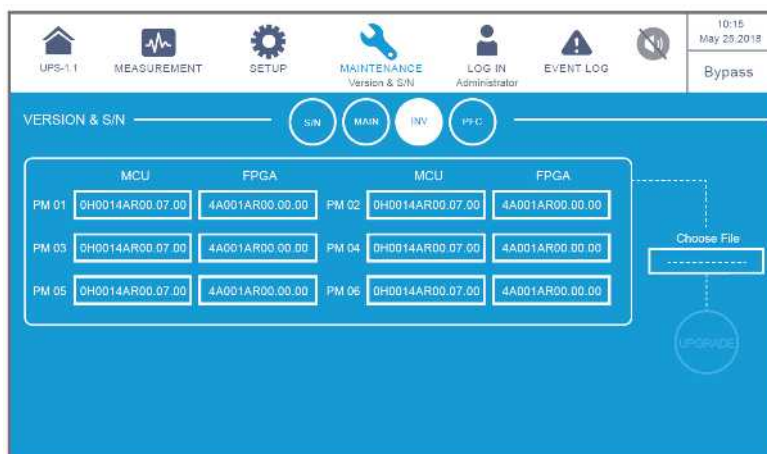 10:15
May 25.2018
UPS-1.1 MEASUREMENT SETUP MAINTENANCE LOG IN EVENT LOG
Version & S/N Administrator
Bypass
VERSION & S/N S/N MAIN INV PFC
MCU FPGA MCU FPGA
PM 01 0H0014AR00.07.00 4A001AR00.00.00 PM 02 0H0014AR00.07.00 4A001AR00.00.00
Choose File
PM 03 0H0014AR00.07.00 4A001AR00.00.00 PM 04 0H0014AR00.07.00 4A001AR00.00.00
PM 05 0H0014AR00.07.00 4A001AR00.00.00 PM 06 0H0014AR00.07.00 4A001AR00.00.00
UPGRADE